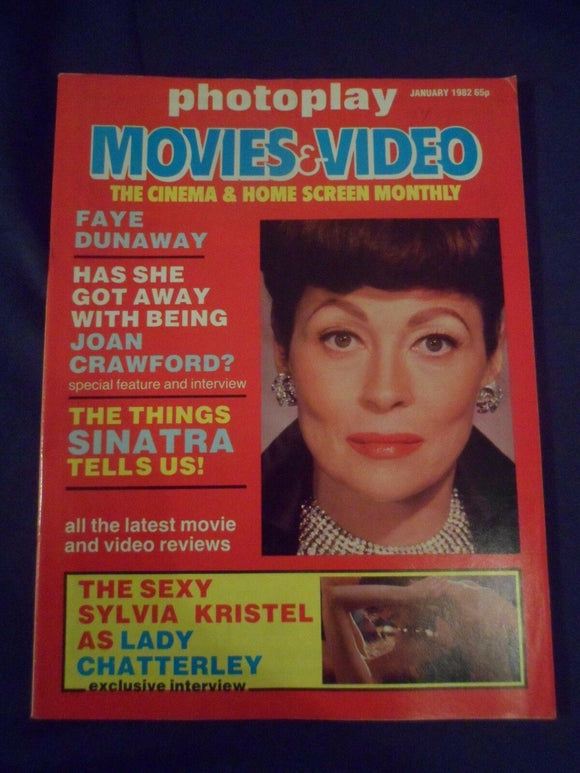 photoplay
JANUARY 1982 65p
MOVIES & VIDEO
THE CINEMA & HOME SCREEN MONTHLY
FAYE
DUNAWAY
HAS SHE
GOT AWAY
WITH BEING
JOAN
CRAWFORD?
special feature and interview
THE THINGS
SINATRA
TELLS US!
all the latest movie
and video reviews
THE SEXY
SYLVIA KRISTEL
AS LADY
CHATTERLEY
exclusive interview